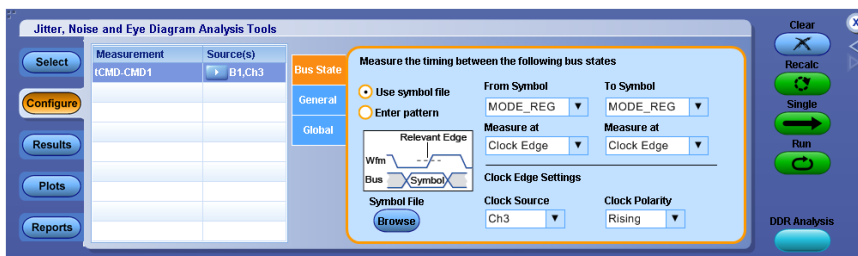 Jitter, Noise and Eye Diagram Analysis Tools
Select
Configure
Results
Plots
Reports
Measurement Source(s)
tCMD-CMD1 B1,Ch3
Bus State
General
Global
Measure the timing between the following bus states
Use symbol file
Enter pattern
Relevant Edge
Wfm
Bus Symbol
Symbol File
Browse
From Symbol To Symbol
MODE_REG MODE_REG
Measure at Measure at
Clock Edge Clock Edge
Clock Edge Settings
Clock Source Clock Polarity
Ch3 Rising
Clear
Recalc
Single
Run
DDR Analysis